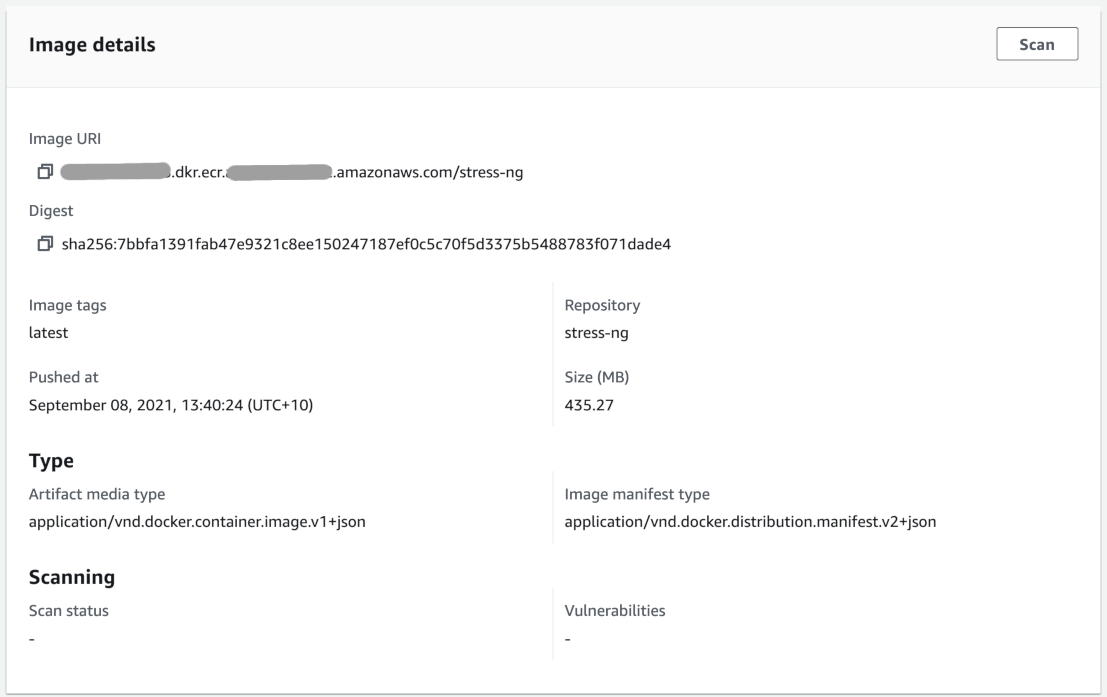 Image details
Scan
Image URI
.dkr.ecr. .amazonaws.com/stress-ng
Digest
sha256:7bbfa1391fab47e9321c8ee150247187ef0c5c70f5d3375b5488783f071dade4
Image tags
latest
Repository
stress-ng
Pushed at
September 08, 2021, 13:40:24 (UTC+10)
Size (MB)
435.27
Type
Artifact media type
application/vnd.docker.container.image.v1+json
Image manifest type
application/vnd.docker.distribution.manifest.v2+json
Scanning
Scan status
-
Vulnerabilities
-